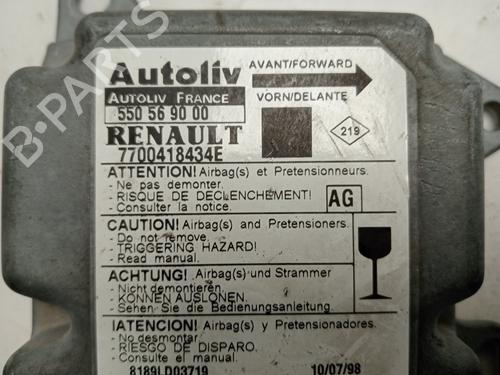 Autoliv
AVANT/FORWARD
AUTOLIV FRANCE
VORN/DELANTE
550 56 90 00
RENAULT
219
7700418434E
ATTENTION! Airbag(s) et Pretensionneurs.
- Ne pas demonter.
- RISQUE DE DECLENCHEMENT!
- Consulter la notice.
AG
CAUTION! Airbag(s) and Pretensioners.
- Do not remove.
- TRIGGERING HAZARD!
- Read manual.
ACHTUNG! Airbag(s) und Strammer
- Nicht demontieren.
- KONNEN AUSLOSEN.
- Sehen Sie die Bedienungsanleitung.
¡ATENCION! Airbag(s) y Pretensionadores.
- No desmontar.
- RIESGO DE DISPARO.
- Consulte el manual.
8189LD03719
10/07/98
B-PARTS
B-PARTS
B-PARTS